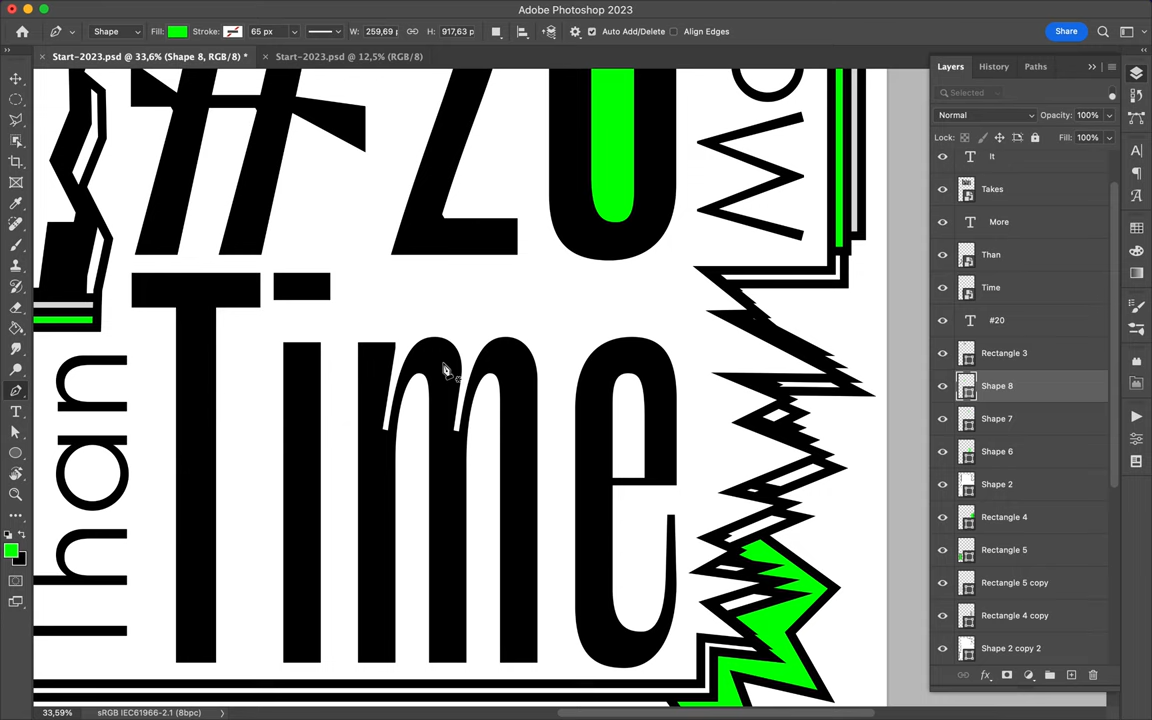 Adobe Photoshop 2023
Shape
Fill:
Stroke:
65 px
W: 259,69
H: 917,63 p
Auto Add/Delete
Align Edges
Share
Start-2023.psd @ 33,6% (Shape 8, RGB/8) *
Start-2023.psd @ 12,5% (RGB/8)
Layers
History
Paths
Selected
Normal
Opacity: 100%
Lock:
Fill: 100%
It
Takes
More
Than
Time
#20
Rectangle 3
Shape 8
Shape 7
Shape 6
Shape 2
Rectangle 4
Rectangle 5
Rectangle 5 copy
Rectangle 4 copy
Shape 2 copy 2
#20
Time
Than
33,59%
sRGB IEC61966-2.1 (8bpc)